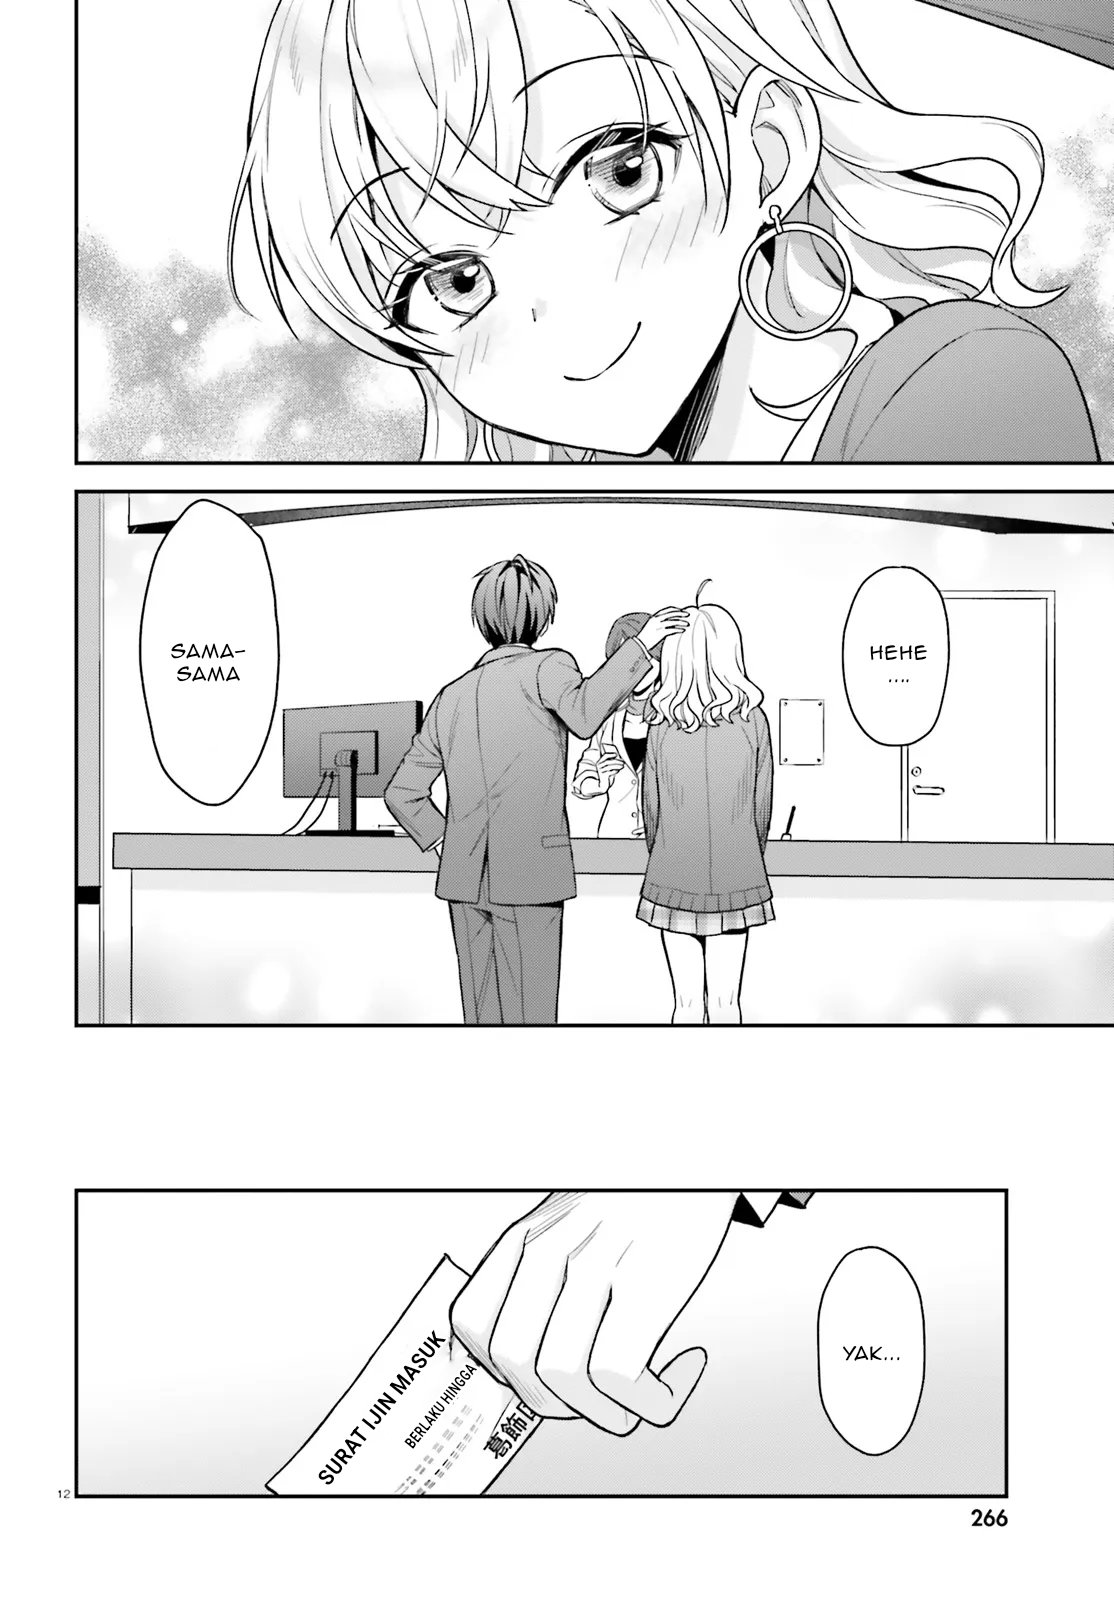 HEHE
....
SAMA-
SAMA
YAK...
SURAT IJIN MASUK
BERLAKU HINGGA
葛飾
12
266